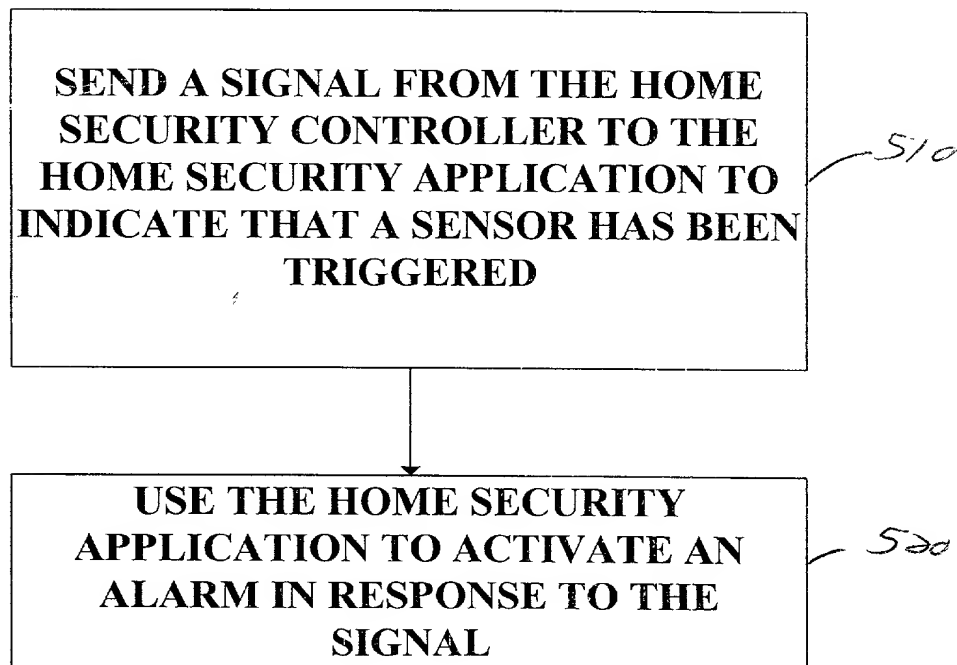 SEND A SIGNAL FROM THE HOME
SECURITY CONTROLLER TO THE
HOME SECURITY APPLICATION TO
INDICATE THAT A SENSOR HAS BEEN
TRIGGERED
510
USE THE HOME SECURITY
APPLICATION TO ACTIVATE AN
ALARM IN RESPONSE TO THE
SIGNAL
520